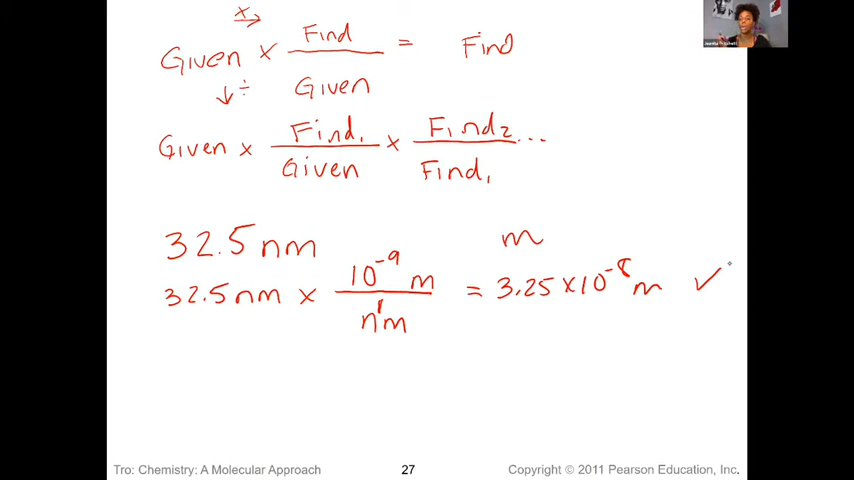 x→
Given × Find / Given = Find
↓ ÷
Given × Find₁ / Given × Find₂ / Find₁ ...
32.5 nm m
32.5 nm × 10⁻⁹ m / 1 nm = 3.25 × 10⁻⁸ m ✓
Tro: Chemistry: A Molecular Approach 27 Copyright © 2011 Pearson Education, Inc.